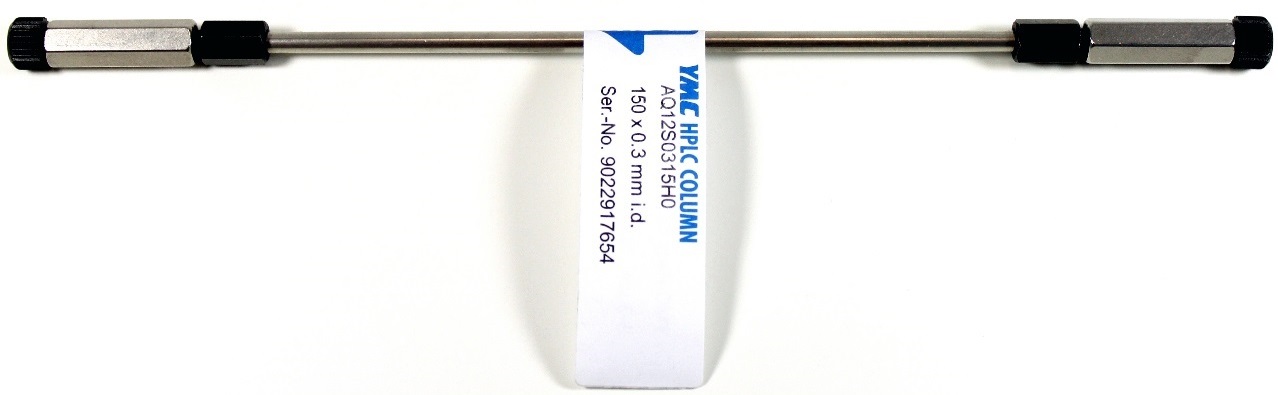 YMC HPLC COLUMN
AQ12S0315H0
150 x 0.3 mm i.d.
Ser.-No. 9022917654